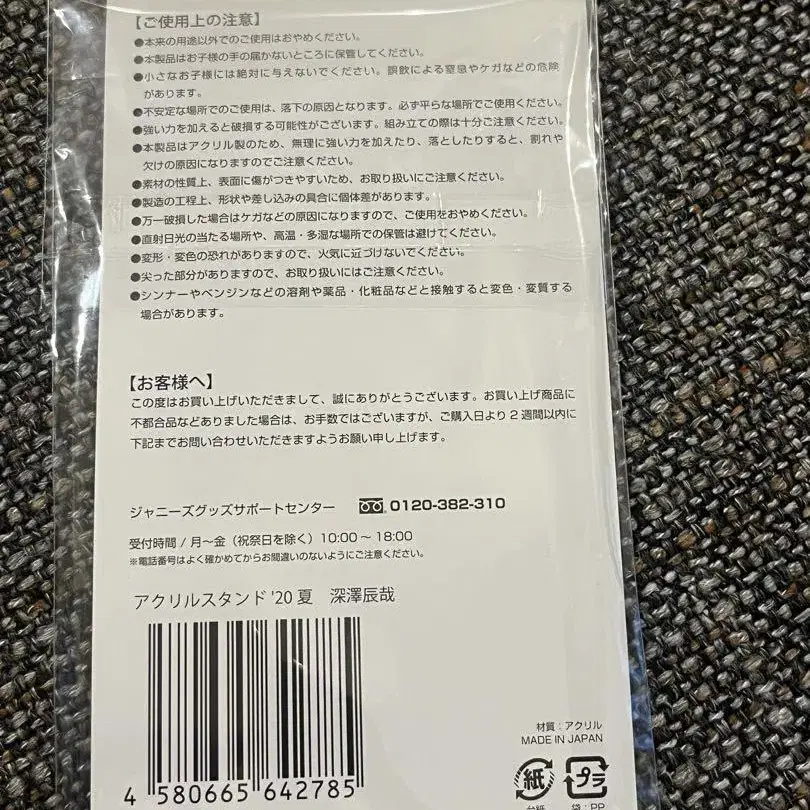 【ご使用上の注意】
●本来の用途以外でのご使用はおやめください。
●本製品はお子様の手の届かないところに保管してください。
●小さなお子様には絶対に与えないでください。誤飲による窒息やケガなどの危険
があります。
●不安定な場所でのご使用は、落下の原因となります。必ず平らな場所でご使用ください。
●強い力を加えると破損する可能性がございます。組み立ての際は十分ご注意ください。
●本製品はアクリル製のため、無理に強い力を加えたり、落としたりすると、割れや
欠けの原因になりますのでご注意ください。
●素材の性質上、表面に傷がつきやすいため、お取り扱いにご注意ください。
●製造の工程上、形状や差し込みの具合に個体差があります。
●万一破損した場合はケガなどの原因になりますので、ご使用をおやめください。
●直射日光の当たる場所や、高温・多湿な場所での保管は避けてください。
●変形・変色の恐れがありますので、火気に近づけないでください。
●尖った部分がありますので、お取り扱いにはご注意ください。
●シンナーやベンジンなどの溶剤や薬品・化粧品などと接触すると変色・変質する
場合があります。
【お客様へ】
この度はお買い上げいただきまして、誠にありがとうございます。お買い上げ商品に
不都合品などありました場合は、お手数ではございますが、ご購入日より2週間以内に
下記までお問い合わせいただきますようお願い申し上げます。
ジャニーズグッズサポートセンター 0120-382-310
受付時間/月~金(祝祭日を除く)10:00~18:00
※電話番号はよく確かめてからお間違いのないようにご注意ください。
アクリルスタンド'20夏 深澤辰哉
4 580665 642785
材質:アクリル
MADE IN JAPAN
紙 プラ
台紙 袋:PP